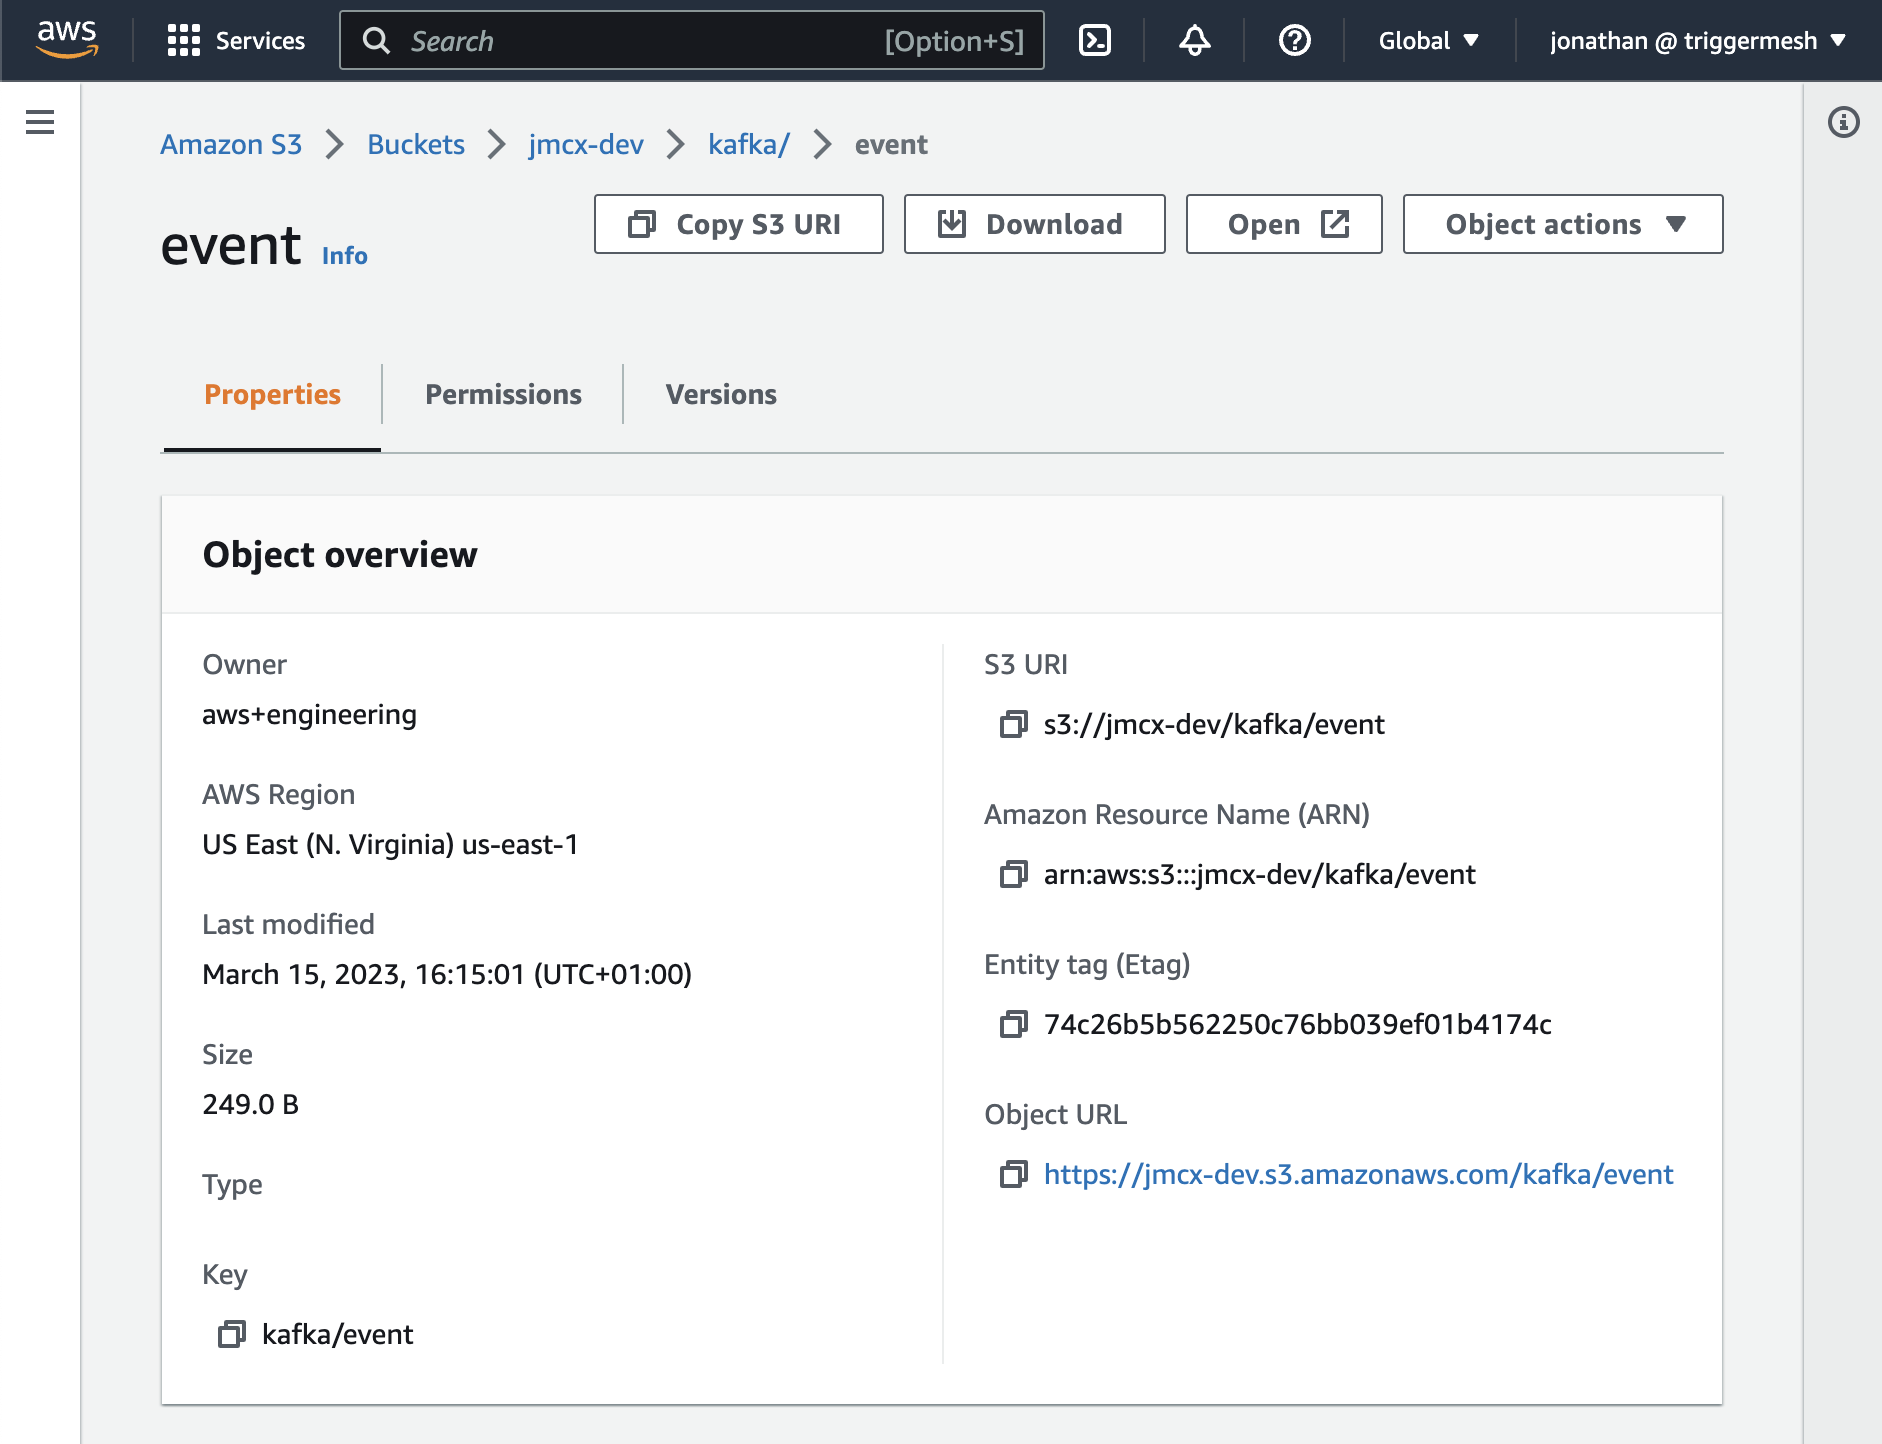 aws Services Search [Option+S] Global jonathan @ triggermesh
Amazon S3 Buckets jmcx-dev kafka/ event
event Info Copy S3 URI Download Open Object actions
Properties Permissions Versions
Object overview
Owner
aws+engineering
AWS Region
US East (N. Virginia) us-east-1
Last modified
March 15, 2023, 16:15:01 (UTC+01:00)
Size
249.0 B
Type
Key
kafka/event
S3 URI
s3://jmcx-dev/kafka/event
Amazon Resource Name (ARN)
arn:aws:s3:::jmcx-dev/kafka/event
Entity tag (Etag)
74c26b5b562250c76bb039ef01b4174c
Object URL
https://jmcx-dev.s3.amazonaws.com/kafka/event